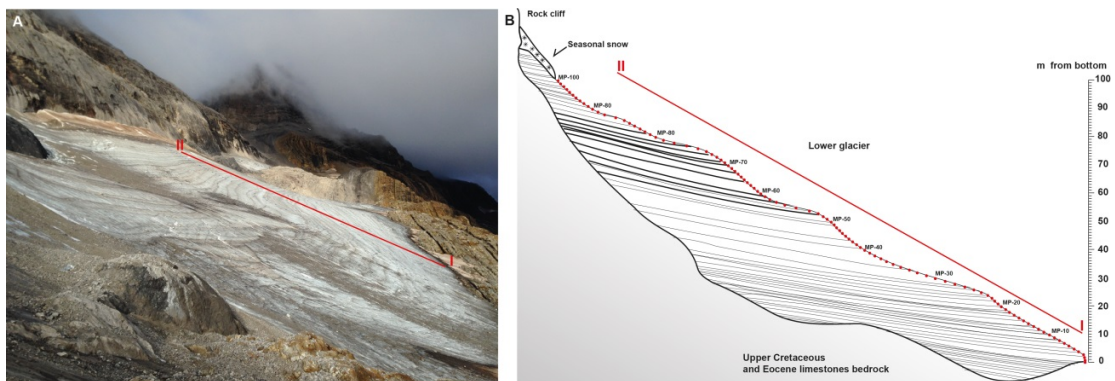 A
II
I
B
Rock cliff
Seasonal snow
MP-100
II
m from bottom
100
MP-80
90
MP-80
Lower glacier
80
MP-70
70
MP-60
60
MP-50
50
MP-40
40
MP-30
30
MP-20
20
I
MP-10
10
0
Upper Cretaceous
and Eocene limestones bedrock